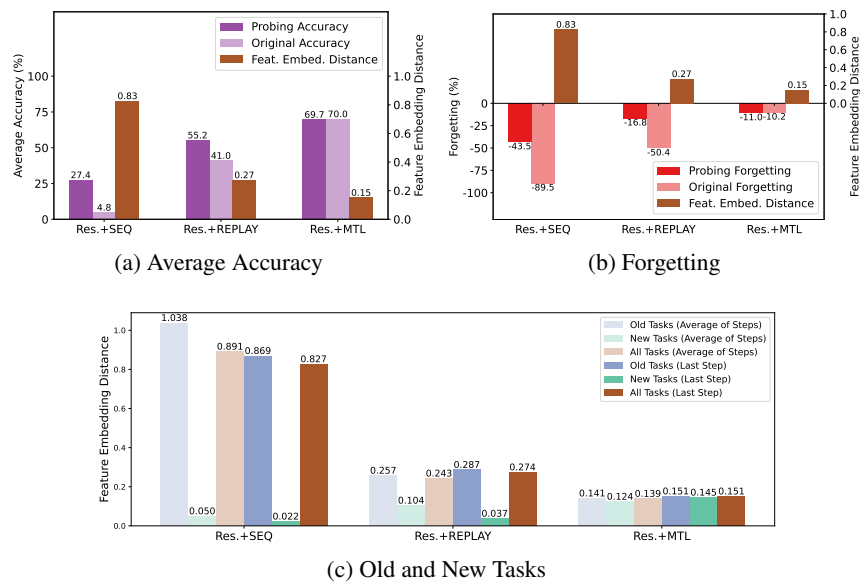 Probing Accuracy
Original Accuracy
Feat. Embed. Distance
Average Accuracy (%)
100
75
50
25
0
27.4
4.8
0.83
55.2
41.0
0.27
69.7
70.0
0.15
1.0
0.8
0.6
0.4
0.2
0.0
Feature Embedding Distance
Res.+SEQ
Res.+REPLAY
Res.+MTL
(a) Average Accuracy
Forgetting (%)
0
-25
-50
-75
-100
0.83
-43.5
-89.5
0.27
-16.8
-50.4
0.15
-11.0
-10.2
1.0
0.8
0.6
0.4
0.2
0.0
Feature Embedding Distance
Probing Forgetting
Original Forgetting
Feat. Embed. Distance
Res.+SEQ
Res.+REPLAY
Res.+MTL
(b) Forgetting
Feature Embedding Distance
1.0
0.8
0.6
0.4
0.2
0.0
1.038
0.050
0.891
0.869
0.022
0.827
0.257
0.104
0.243
0.287
0.037
0.274
0.141
0.124
0.139
0.151
0.145
0.151
Old Tasks (Average of Steps)
New Tasks (Average of Steps)
All Tasks (Average of Steps)
Old Tasks (Last Step)
New Tasks (Last Step)
All Tasks (Last Step)
Res.+SEQ
Res.+REPLAY
Res.+MTL
(c) Old and New Tasks